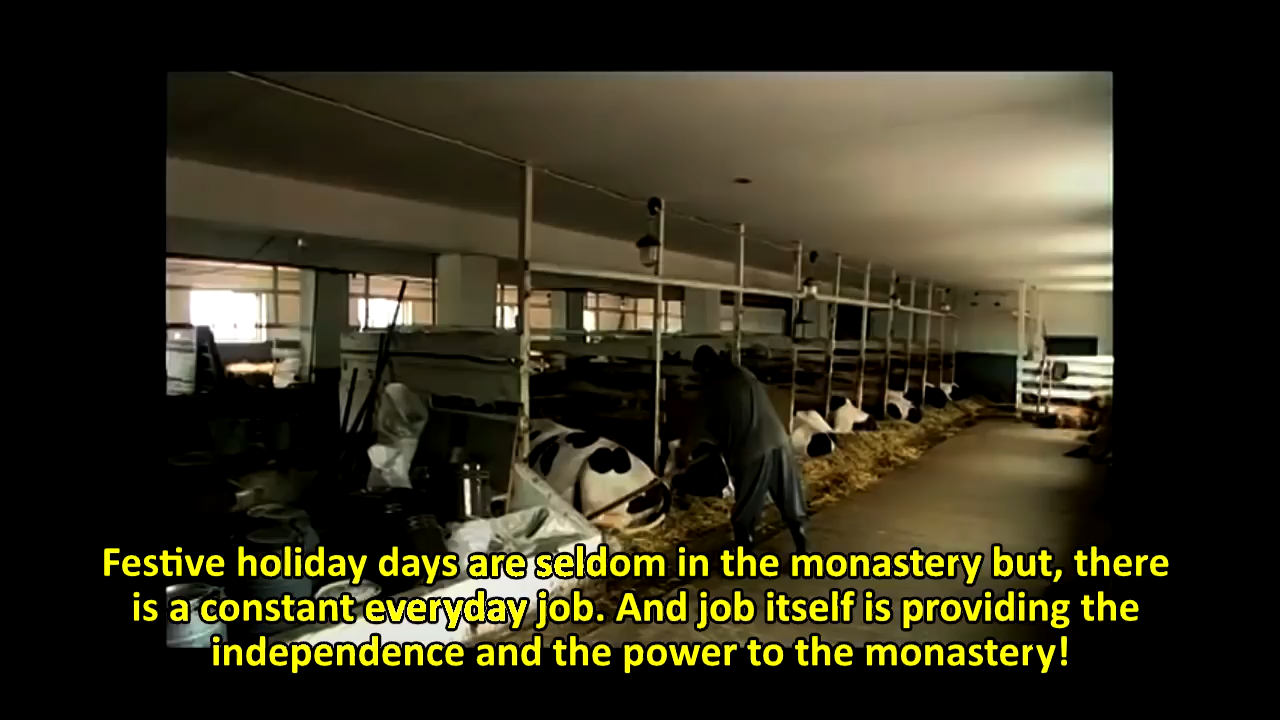 Festive holiday days are seldom in the monastery but, there
is a constant everyday job. And job itself is providing the
independence and the power to the monastery!